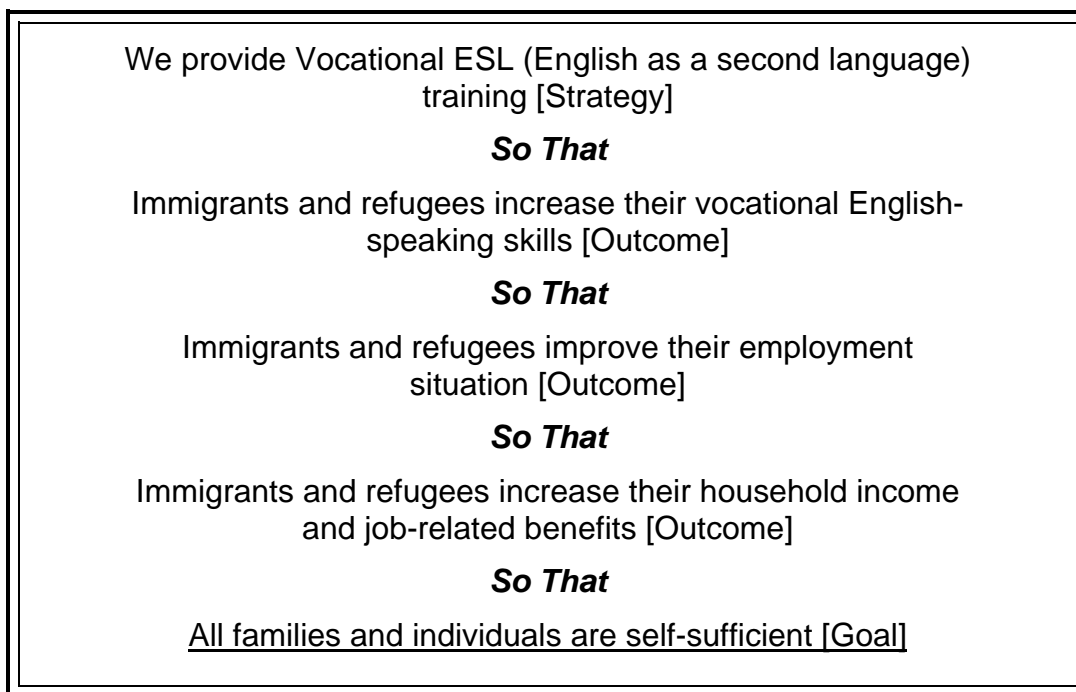 We provide Vocational ESL (English as a second language)
training [Strategy]
So That
Immigrants and refugees increase their vocational English-
speaking skills [Outcome]
So That
Immigrants and refugees improve their employment
situation [Outcome]
So That
Immigrants and refugees increase their household income
and job-related benefits [Outcome]
So That
All families and individuals are self-sufficient [Goal]